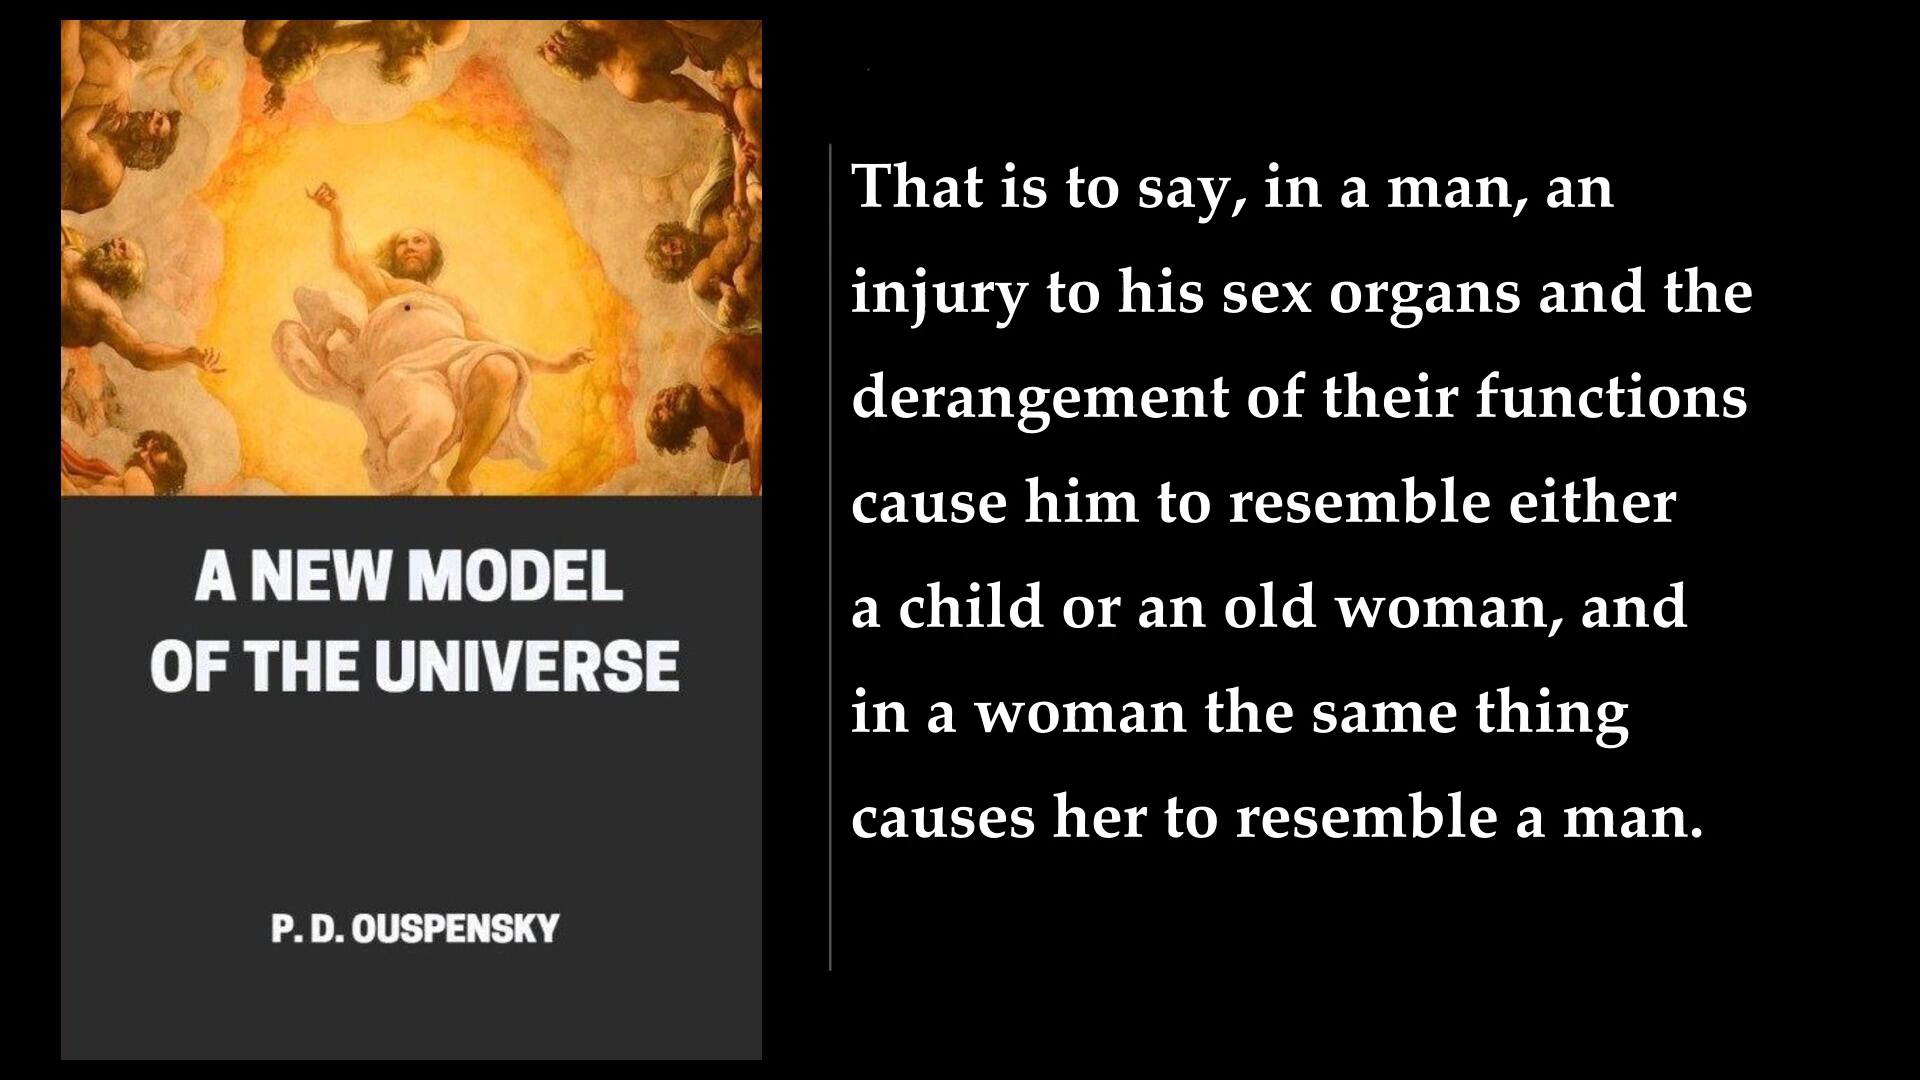 A NEW MODEL
OF THE UNIVERSE
P. D. OUSPENSKY
That is to say, in a man, an
injury to his sex organs and the
derangement of their functions
cause him to resemble either
a child or an old woman, and
in a woman the same thing
causes her to resemble a man.